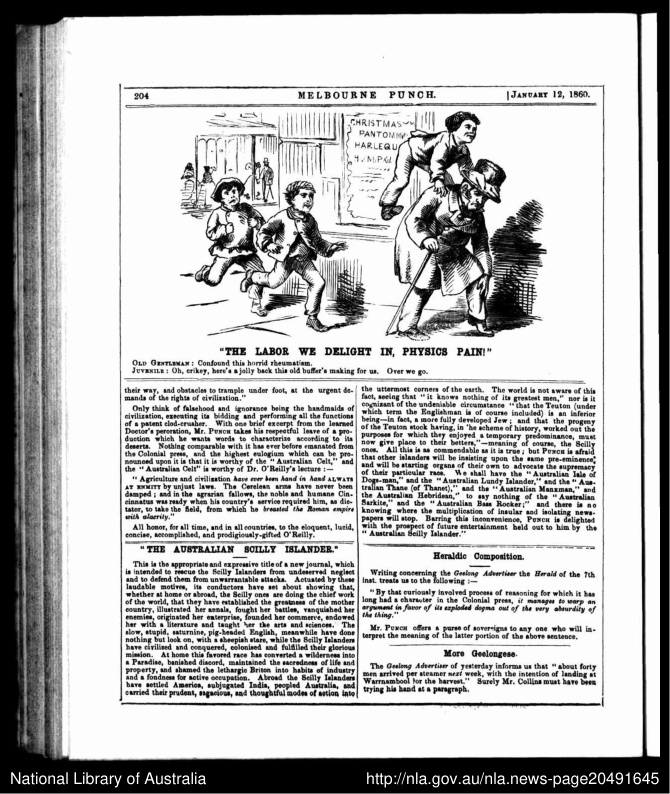 204 MELBOURNE PUNCH. [JANUARY 12, 1860.
CHRISTMAS
PANTOM
HARLEQU
"THE LABOR WE DELIGHT IN, PHYSICS PAIN!"
OLD GENTLEMAN : Confound this horrid rheumatism.
JUVENILE : Oh, crikey, here's a jolly back this old buffer's making for us. Over we go.
their way, and obstacles to trample under foot, at the urgent de-
mands of the rights of civilization."
Only think of falsehood and ignorance being the handmaids of
civilization, executing its bidding and performing all the functions
of a patent clod-crusher. With one brief excerpt from the learned
Doctor's peroration, Mr. PUNCH takes his respectful leave of a pro-
duction which he wants words to characterize according to its
deserts. Nothing comparable with it has ever before emanated from
the Colonial press, and the highest eulogium which can be pro-
nounced upon it is that it is worthy of the "Australian Celt," and
the "Australian Celt" is worthy of Dr. O'Reilly's lecture :—
"Agriculture and civilization have ever been hand in hand ALWAYS
AT ENMITY by unjust laws. The Cerelean arms have never been
damped ; and in the agrarian fallows, the noble and humane Cin-
cinnatus was ready when his country's service required him, as dic-
tator, to take the field, from which he breasted the Roman empire
with alacrity."
All honor, for all time, and in all countries, to the eloquent, lucid,
concise, accomplished, and prodigiously-gifted O'Reilly.
"THE AUSTRALIAN SCILLY ISLANDER."
This is the appropriate and expressive title of a new journal, which
is intended to rescue the Scilly Islanders from undeserved neglect
and to defend them from unwarrantable attacks. Actuated by these
laudable motives, its conductors have set about showing that,
whether at home or abroad, the Scilly ones are doing the chief work
of the world, that they have established the greatness of the mother
country, illustrated her annals, fought her battles, vanquished her
enemies, originated her enterprise, founded her commerce, endowed
her with a literature and taught her the arts and sciences. The
slow, stupid, saturnine, pig-headed English, meanwhile have done
nothing but look on, with a sheepish stare, while the Scilly Islanders
have civilized and conquered, colonised and fulfilled their glorious
mission. At home this favored race has converted a wilderness into
a Paradise, banished discord, maintained the sacredness of life and
property, and shamed the lethargic Briton into habits of industry
and a fondness for active occupation. Abroad the Scilly Islanders
have settled America, subjugated India, peopled Australia, and
carried their prudent, sagacious, and thoughtful modes of action into
the uttermost corners of the earth. The world is not aware of this
fact, seeing that "it knows nothing of its greatest men," nor is it
cognizant of the undeniable circumstance "that the Teuton (under
which term the Englishman is of course included) is an inferior
being—in fact, a more fully developed Jew ; and that the progeny
of the Teuton stock having, in the scheme of history, worked out the
purposes for which they enjoyed a temporary predominance, must
now give place to their betters,"—meaning of course, the Scilly
ones. All this is as commendable as it is true ; but PUNCH is afraid
that other islanders will be insisting upon the same pre-eminence,
and will be starting organs of their own to advocate the supremacy
of their particular race. We shall have the "Australian Isle of
Dogs-man," and the "Australian Lundy Islander," and the "Aus-
tralian Thane (of Thanet)," and the "Australian Manxman," and
the Australian Hebridean," to say nothing of the "Australian
Sarkite," and the "Australian Bass Rocker ;" and there is no
knowing where the multiplication of insular and isolating news-
papers will stop. Barring this inconvenience, PUNCH is delighted
with the prospect of future entertainment held out to him by the
"Australian Scilly Islander."
Heraldic Composition.
Writing concerning the Geelong Advertiser the Herald of the 7th
inst. treats us to the following :—
"By that curiously involved process of reasoning for which it has
long had a character in the Colonial press, it manages to warp an
argument in favor of its exploded dogma out of the very absurdity of
the thing."
Mr. PUNCH offers a purse of sovereigns to any one who will in-
terpret the meaning of the latter portion of the above sentence.
More Geelongese.
The Geelong Advertiser of yesterday informs us that "about forty
men arrived per steamer next week, with the intention of landing at
Warrnambool for the harvest." Surely Mr. Collins must have been
trying his hand at a paragraph.
National Library of Australia http://nla.gov.au/nla.news-page20491645